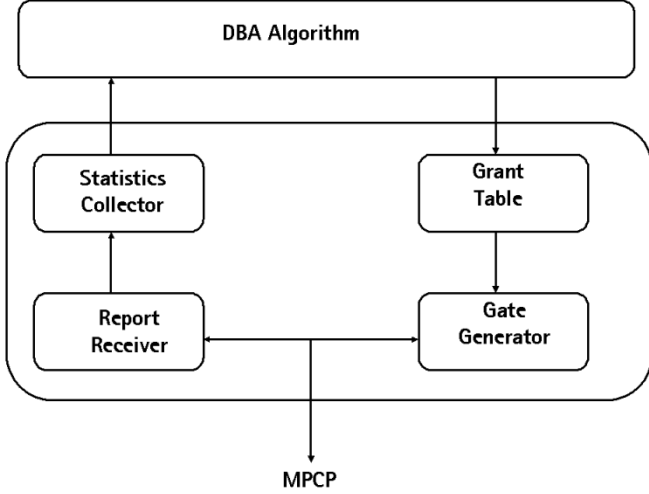 DBA Algorithm
Statistics
Collector
Grant
Table
Report
Receiver
Gate
Generator
MPCP